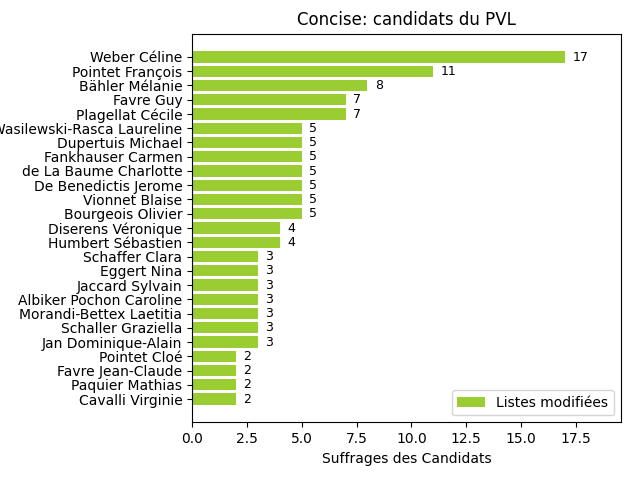 Concise: candidats du PVL
Weber Céline 17
Pointet François 11
Bähler Mélanie 8
Favre Guy 7
Plagellat Cécile 7
Wasilewski-Rasca Laureline 5
Dupertuis Michael 5
Fankhauser Carmen 5
de La Baume Charlotte 5
De Benedictis Jerome 5
Vionnet Blaise 5
Bourgeois Olivier 5
Diserens Véronique 4
Humbert Sébastien 4
Schaffer Clara 3
Eggert Nina 3
Jaccard Sylvain 3
Albiker Pochon Caroline 3
Morandi-Bettex Laetitia 3
Schaller Graziella 3
Jan Dominique-Alain 3
Pointet Cloé 2
Favre Jean-Claude 2
Paquier Mathias 2
Cavalli Virginie 2
Listes modifiées
0.0 2.5 5.0 7.5 10.0 12.5 15.0 17.5
Suffrages des Candidats